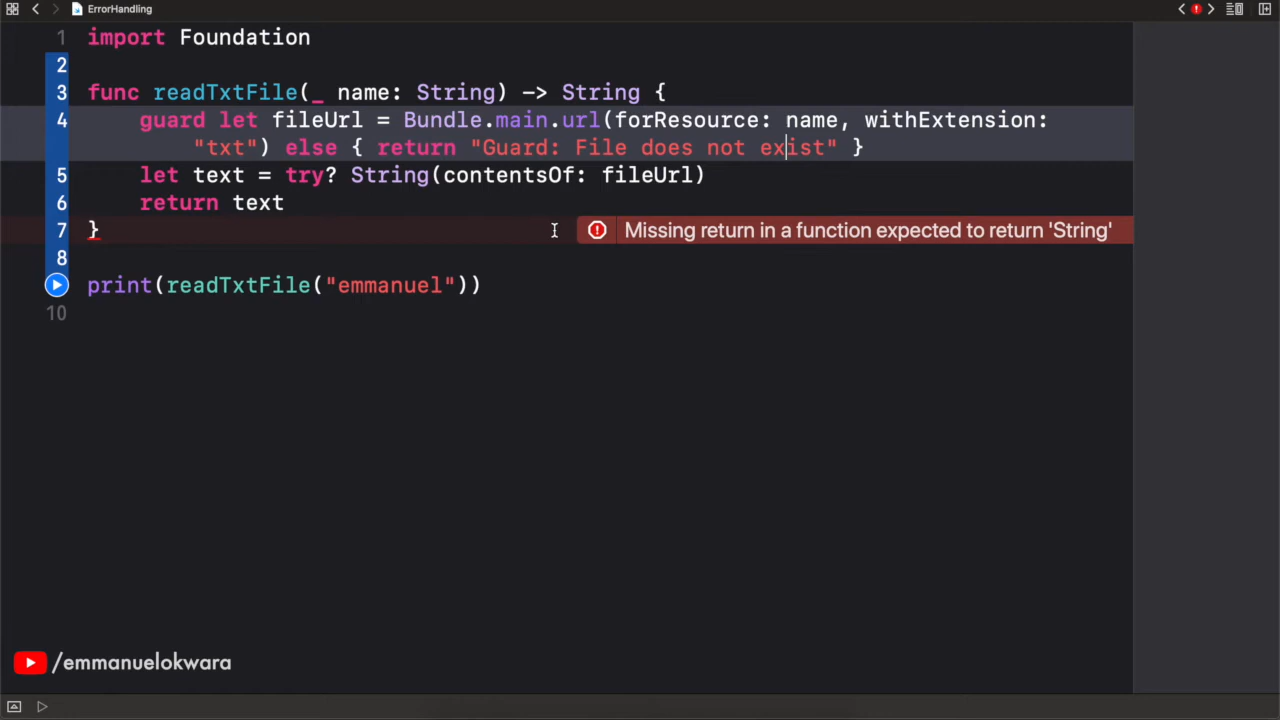 ErrorHandling
1 import Foundation
2
3 func readTxtFile(_ name: String) -> String {
4 guard let fileUrl = Bundle.main.url(forResource: name, withExtension:
"txt") else { return "Guard: File does not exist" }
5 let text = try? String(contentsOf: fileUrl)
6 return text
7 } Missing return in a function expected to return 'String'
8
print(readTxtFile("emmanuel"))
10
/emmanuelokwara